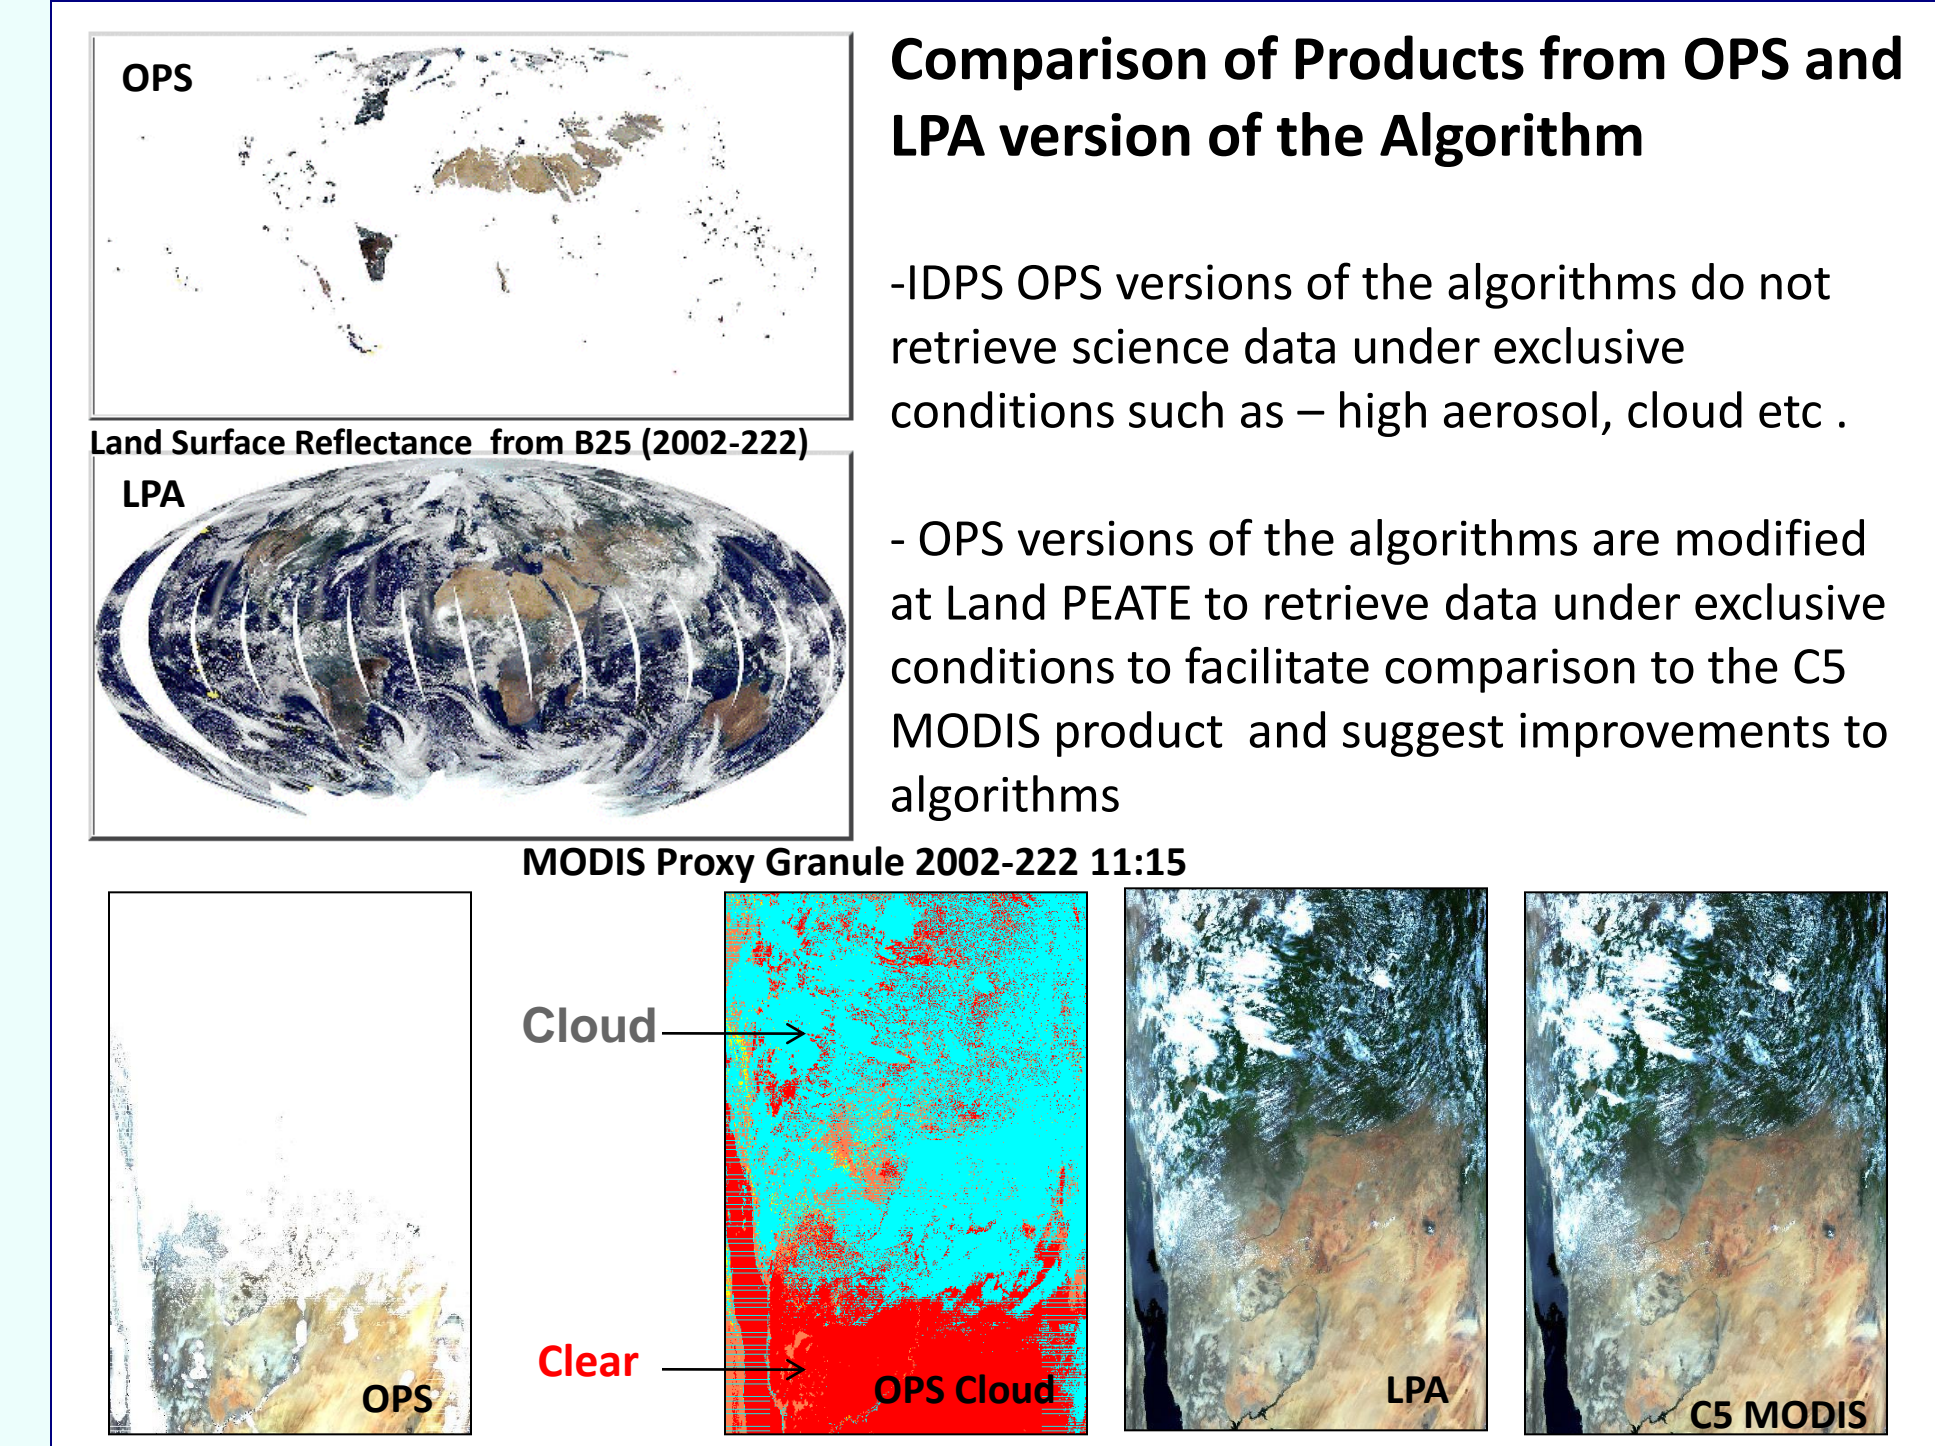 OPS
Comparison of Products from OPS and
LPA version of the Algorithm
-IDPS OPS versions of the algorithms do not
retrieve science data under exclusive
conditions such as – high aerosol, cloud etc .
Land Surface Reflectance  from B25 (2002-222)
LPA
- OPS versions of the algorithms are modified
at Land PEATE to retrieve data under exclusive
conditions to facilitate comparison to the C5
MODIS product  and suggest improvements to
algorithms
MODIS Proxy Granule 2002-222 11:15
Cloud
Clear
OPS
OPS Cloud
LPA
C5 MODIS